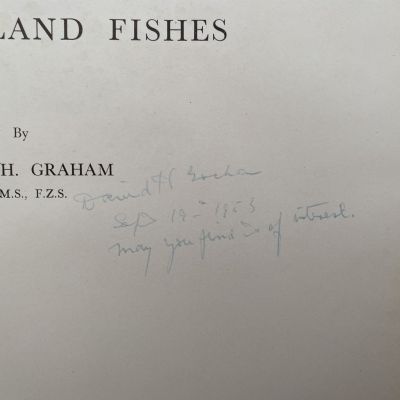 LAND FISHES
By
H. GRAHAM
M.S., F.Z.S.
David H Graham
Sep 19 - 1953
May you find it of interest.